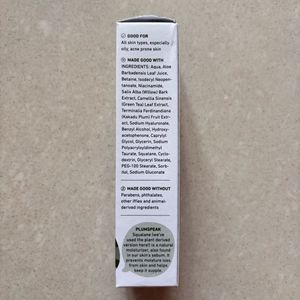 GOOD FOR
All skin types, especially
oily, acne prone skin
MADE GOOD WITH
INGREDIENTS: Aqua, Aloe
Barbadensis Leaf Juice,
Betaine, Isodecyl Neopen-
tanoate, Niacinamide,
Salix Alba (Willow) Bark
Extract, Camellia Sinensis
(Green Tea) Leaf Extract,
Terminalia Ferdinandiana
(Kakadu Plum) Fruit Extra-
ct, Sodium Hyaluronate,
Benzyl Alcohol, Hydroxy-
acetophenone, Caprylyl
Glycol, Glycerin, Sodium
Polyacryloyldimethyl
Taurate, Squalane, Cyclo-
dextrin, Glyceryl Stearate,
PEG-100 Stearate, Sorb-
itol, Sodium Gluconate
MADE GOOD WITHOUT
Parabens, phthalates,
other iffies and animal-
derived ingredients
PLUMSPEAK
Squalane (we've
used the plant derived
version here!) is a natural
moisturizer, also found
in our skin's sebum. It
prevents moisture loss
from skin and helps
keep it supple.